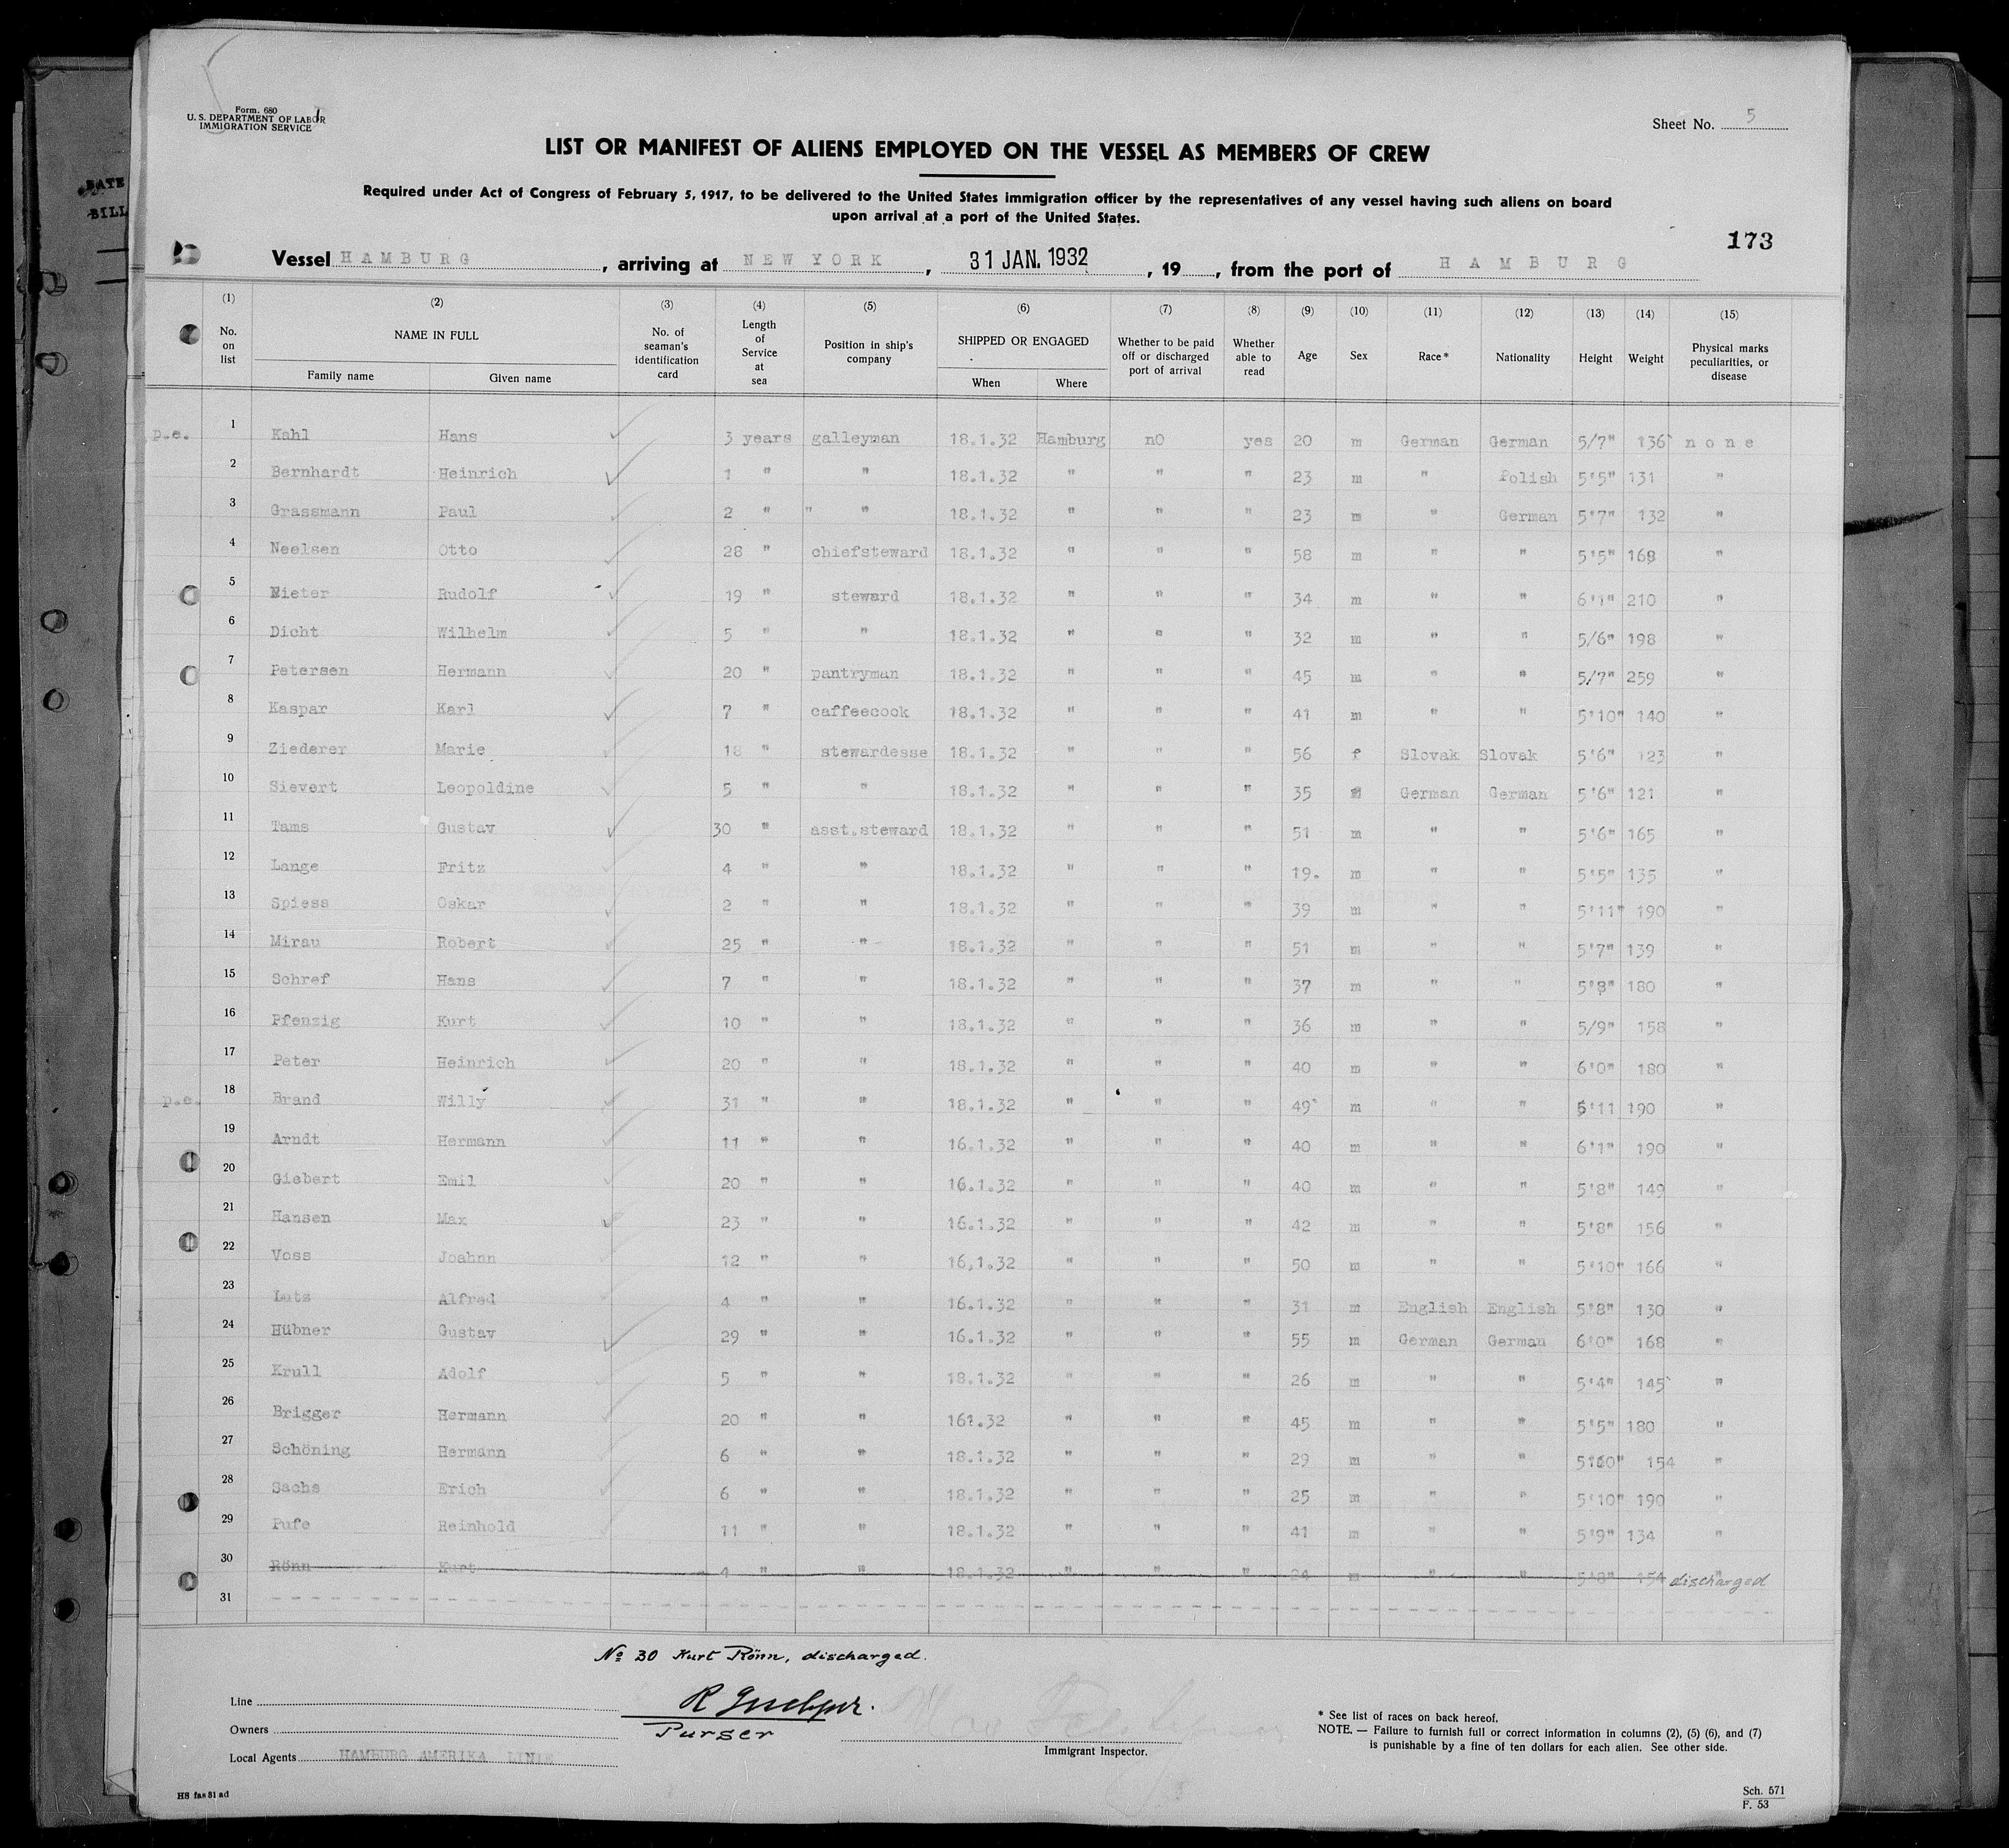 Form. 680
U. S. DEPARTMENT OF LABOR
IMMIGRATION SERVICE
Sheet No. 5
LIST OR MANIFEST OF ALIENS EMPLOYED ON THE VESSEL AS MEMBERS OF CREW
Required under Act of Congress of February 5, 1917, to be delivered to the United States immigration officer by the representatives of any vessel having such aliens on board
upon arrival at a port of the United States.
173
Vessel HAMBURG, arriving at NEW YORK, 31 JAN. 1932, 19, from the port of HAMBURG
(1) No. on list (2) NAME IN FULL Family name Given name (3) No. of seaman's identification card (4) Length of Service at sea (5) Position in ship's company (6) SHIPPED OR ENGAGED When Where (7) Whether to be paid off or discharged port of arrival (8) Whether able to read (9) Age (10) Sex (11) Race* (12) Nationality (13) Height (14) Weight (15) Physical marks peculiarities, or disease
p.e. 1 Kahl Hans 3 years galleyman 18.1.32 Hamburg no yes 20 m German German 5/7" 136 none
2 Bernhardt Heinrich 1 " " 18.1.32 " " " 23 m " Polish 5'5" 131 "
3 Grassmann Paul 2 " " " 18.1.32 " " " 23 m " German 5'7" 132 "
4 Neelsen Otto 28 " chiefsteward 18.1.32 " " " 58 m " " 5'5" 168 "
5 Rieter Rudolf 19 " steward 18.1.32 " " " 34 m " " 6'1" 210 "
6 Dicht Wilhelm 5 " " 18.1.32 " " " 32 m " " 5/6" 198 "
7 Petersen Hermann 20 " pantryman 18.1.32 " " " 45 m " " 5/7" 259 "
8 Kaspar Karl 7 " caffeecook 18.1.32 " " " 41 m " " 5'10" 140 "
9 Ziederer Marie 18 " stewardesse 18.1.32 " " " 56 f Slovak Slovak 5'6" 123 "
10 Sievert Leopoldine 5 " " 18.1.32 " " " 35 German German 5'6" 121 "
11 Tams Gustav 30 " asst.steward 18.1.32 " " " 51 m " " 5'6" 165 "
12 Lange Fritz 4 " " 18.1.32 " " " 19. m " " 5'5" 135 "
13 Spiess Oskar 2 " " 18.1.32 " " " 39 m " " 5'11" 190 "
14 Mirau Robert 25 " " 18.1.32 " " " 51 m " " 5'7" 139 "
15 Schref Hans 7 " " 18.1.32 " " " 37 m " " 5'8" 180 "
16 Pfenzig Kurt 10 " " 18.1.32 " " " 36 m " " 5/9" 158 "
17 Peter Heinrich 20 " " 18.1.32 " " " 40 m " " 6'0" 180 "
p.e. 18 Brand Willy 31 " " 18.1.32 " " " 49 m " " 5'11 190 "
19 Arndt Hermann 11 " " 16.1.32 " " " 40 m " " 6'1" 190 "
20 Giebert Emil 20 " " 16.1.32 " " " 40 m " " 5'8" 149 "
21 Hansen Max 23 " " 16.1.32 " " " 42 m " " 5'8" 156 "
22 Voss Joahnn 12 " " 16,1.32 " " " 50 m " " 5'10" 166 "
23 Lutz Alfred 4 " " 16.1.32 " " " 31 m English English 5'8" 130 "
24 Hübner Gustav 29 " " 16.1.32 " " " 55 m German German 6'0" 168 "
25 Krull Adolf 5 " " 18.1.32 " " " 26 m " " 5'4" 145 "
26 Brigger Hermann 20 " " 161.32 " " " 45 m " " 5'5" 180 "
27 Schöning Hermann 6 " " 18.1.32 " " " 29 m " " 154 "
28 Sachs Erich 6 " " 18.1.32 " " " 25 m " " 5'10" 190 "
29 Pufe Reinhold 11 " " 18.1.32 " " " 41 m " " 5'9" 134 "
30 Rönn Kurt 4 " " 18.1.32 " " " 24 m " " 5'8" 154 " discharged
31
No 30 Kurt Rönn, discharged.
Line
Owners
Purser
Local Agents HAMBURG AMERIKA LINIE
Immigrant Inspector.
* See list of races on back hereof.
NOTE. — Failure to furnish full or correct information in columns (2), (5) (6), and (7)
is punishable by a fine of ten dollars for each alien. See other side.
HS fas 31 ad
Sch. 571
F. 53
DATE
BILL